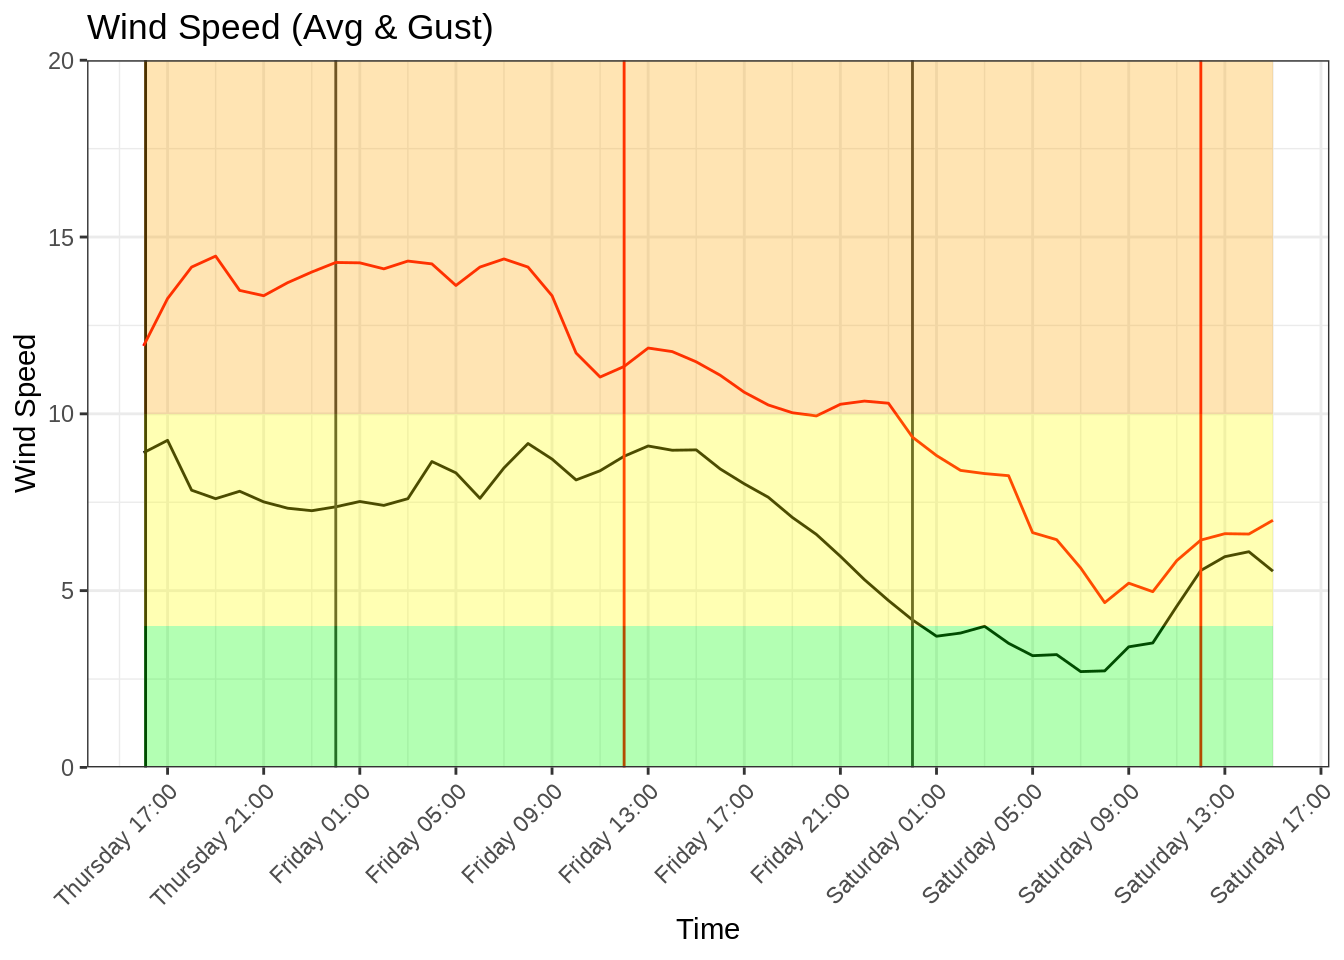 Wind Speed (Avg & Gust)
20
15
10
5
0
Wind Speed
Thursday 17:00
Thursday 21:00
Friday 01:00
Friday 05:00
Friday 09:00
Friday 13:00
Friday 17:00
Friday 21:00
Saturday 01:00
Saturday 05:00
Saturday 09:00
Saturday 13:00
Saturday 17:00
Time